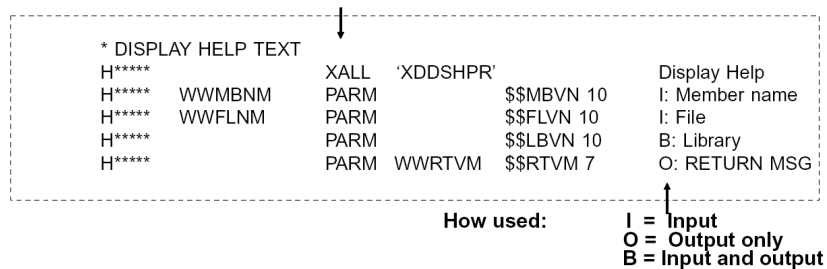 * DISPLAY HELP TEXT
H***** XALL ‘XDDSHPR’ Display Help
H***** WWMBNM PARM $$MBVN 10 I: Member name
H***** WWFLNM PARM $$FLVN 10 I: File
H***** PARM $$LBVN 10 B: Library
H***** PARM WWRTVM $$RTVM 7 O: RETURN MSG
How used: I = Input
O = Output only
B = Input and output